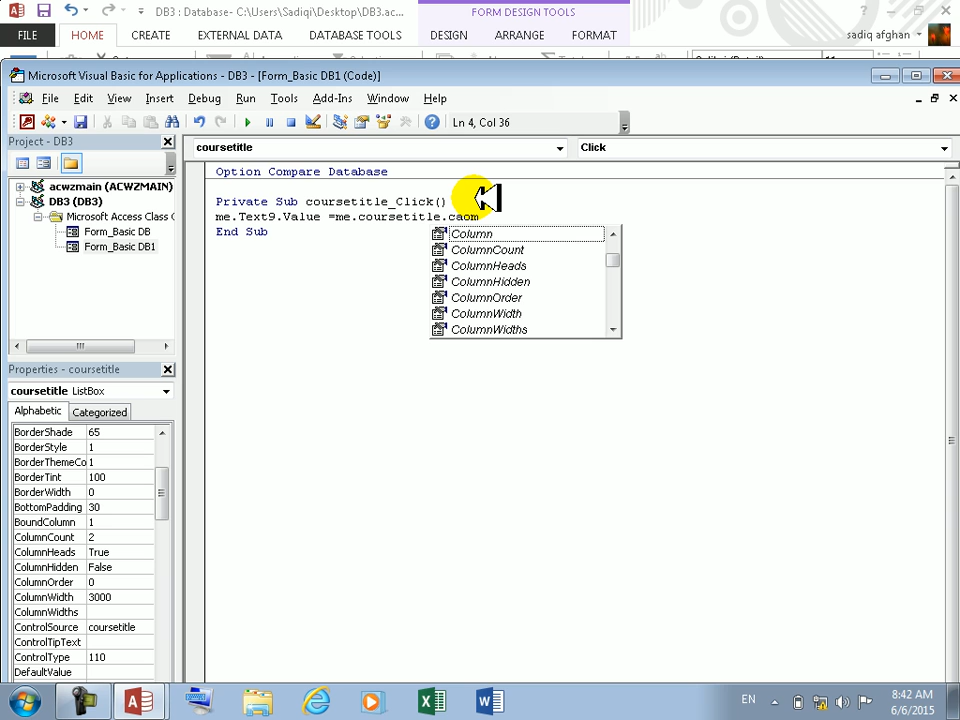 DB3 : Database- C:\Users\Sadiqi\Desktop\DB3.ac...
FORM DESIGN TOOLS
FILE HOME CREATE EXTERNAL DATA DATABASE TOOLS DESIGN ARRANGE FORMAT sadiq afghan
Microsoft Visual Basic for Applications - DB3 - [Form_Basic DB1 (Code)]
File Edit View Insert Debug Run Tools Add-Ins Window Help
Ln 4, Col 36
Project - DB3
coursetitle Click
acwzmain (ACWZMAIN)
DB3 (DB3)
Microsoft Access Class
Form_Basic DB
Form_Basic DB1
Option Compare Database
Private Sub coursetitle_Click()
me.Text9.Value =me.coursetitle.caom
End Sub
Column
ColumnCount
ColumnHeads
ColumnHidden
ColumnOrder
ColumnWidth
ColumnWidths
Properties - coursetitle
coursetitle ListBox
Alphabetic Categorized
BorderShade 65
BorderStyle 1
BorderThemeCo 1
BorderTint 100
BorderWidth 0
BottomPadding 30
BoundColumn 1
ColumnCount 2
ColumnHeads True
ColumnHidden False
ColumnOrder 0
ColumnWidth 3000
ColumnWidths
ControlSource coursetitle
ControlTipText
ControlType 110
DefaultValue
EN
8:42 AM
6/6/2015